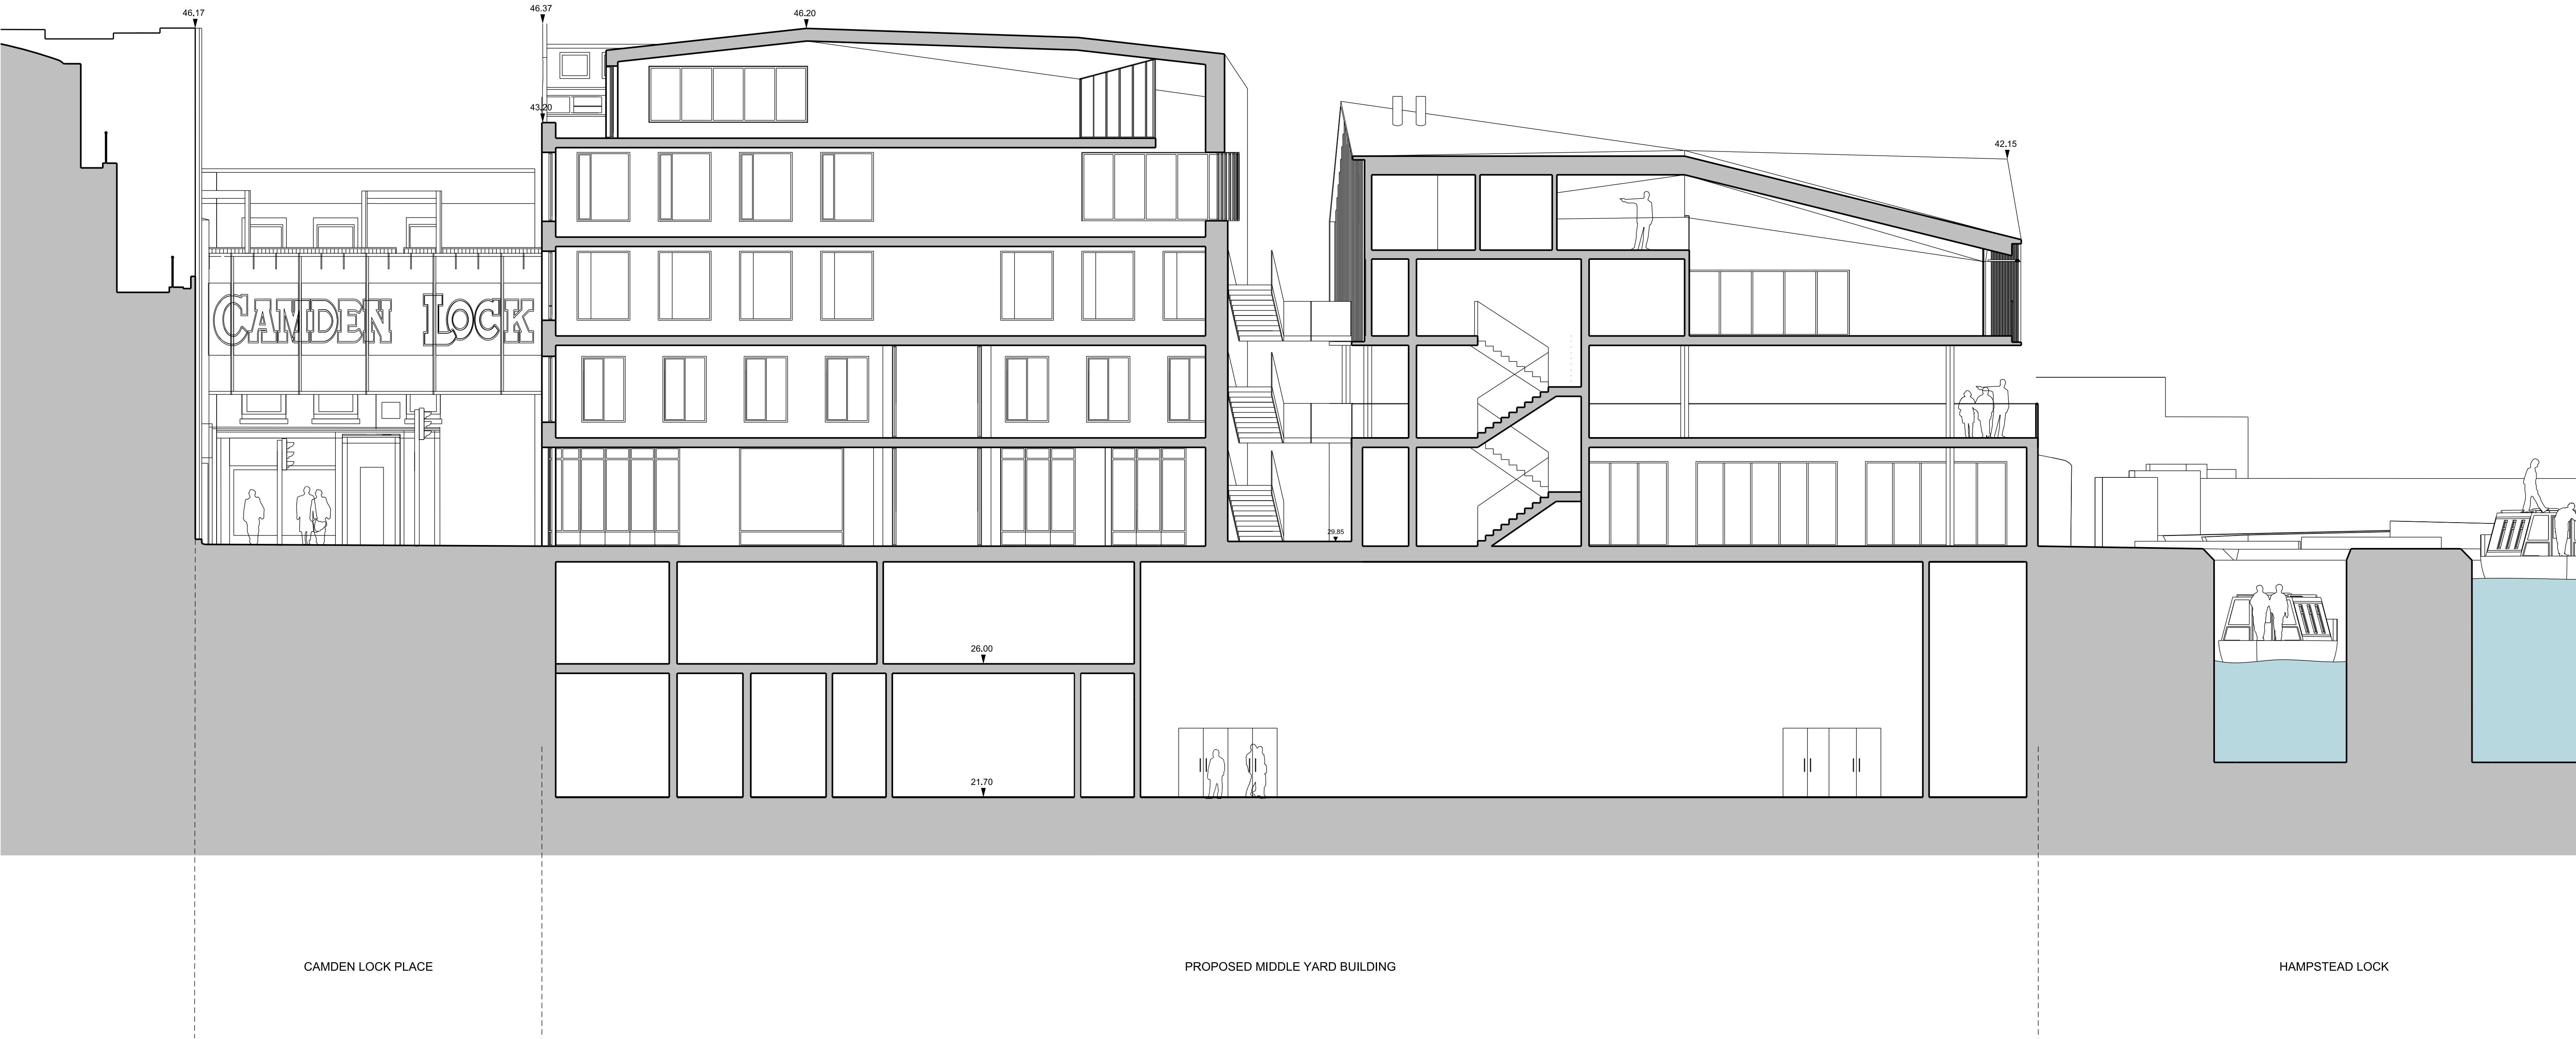 46.17
46.37
46.20
43.20
42.15
CAMDEN LOCK
29.85
26.00
21.70
CAMDEN LOCK PLACE
PROPOSED MIDDLE YARD BUILDING
HAMPSTEAD LOCK